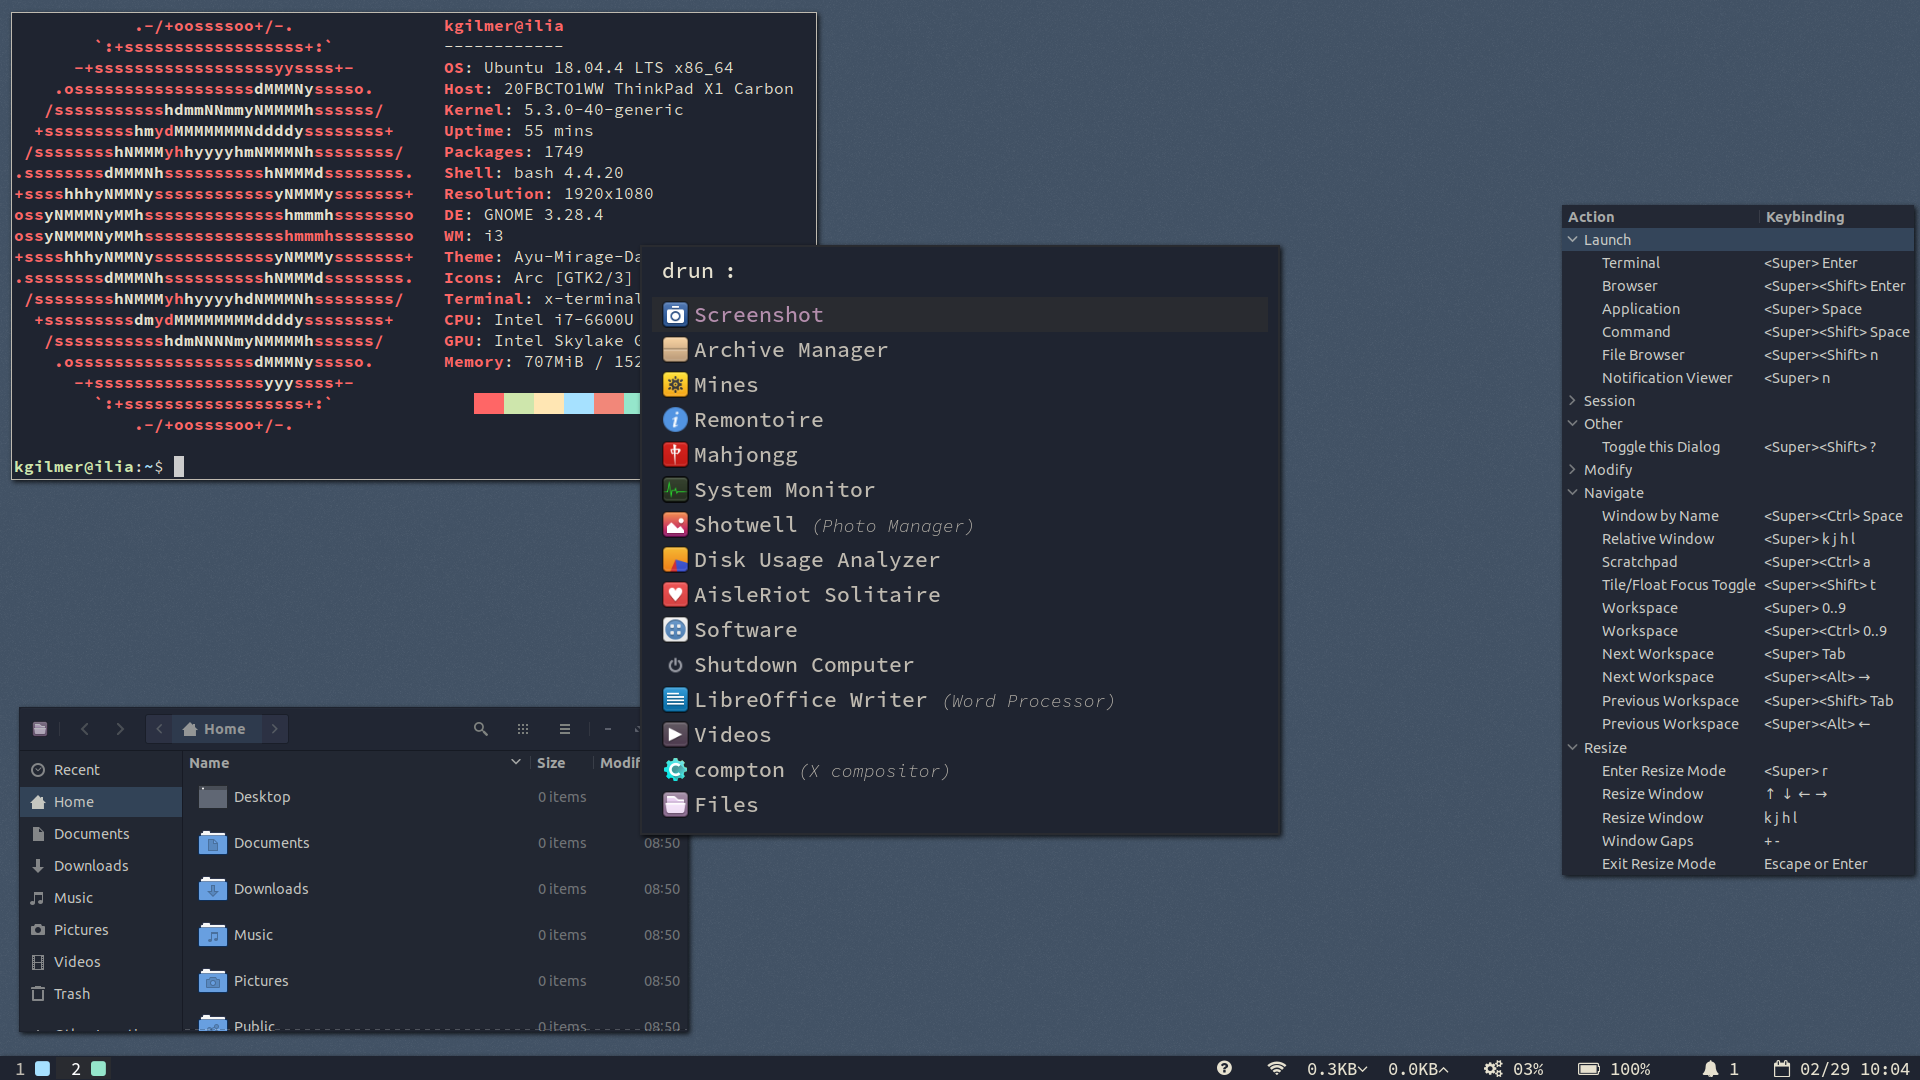 .-/+oossssoo+/-.
`:+ssssssssssssssssss+:`
-+ssssssssssssssssssyyssss+-
.ossssssssssssssssssdMMMNysssso.
/ssssssssssshdmmNNmmyNMMMMhssssss/
+ssssssssshmydMMMMMMMNddddyssssssss+
/sssssssshNMMMyhhyyyyhmNMMMNhssssssss/
.ssssssssdMMMNhsssssssssshNMMMdssssssss.
+sssshhhyNMMNyssssssssssssyNMMMysssssss+
ossyNMMMNyMMhsssssssssssssshmmmhssssssso
ossyNMMMNyMMhsssssssssssssshmmmhssssssso
+sssshhhyNMMNyssssssssssssyNMMMysssssss+
.ssssssssdMMMNhsssssssssshNMMMdssssssss.
/sssssssshNMMMyhhyyyyhdNMMMNhssssssss/
+sssssssssdmydMMMMMMMMddddyssssssss+
/ssssssssssshdmNNNNmyNMMMMhssssss/
.ossssssssssssssssssdMMMNysssso.
-+sssssssssssssssssyyyssss+-
`:+ssssssssssssssssss+:`
.-/+oossssoo+/-.
kgilmer@ilia
------------
OS: Ubuntu 18.04.4 LTS x86_64
Host: 20FBCTO1WW ThinkPad X1 Carbon
Kernel: 5.3.0-40-generic
Uptime: 55 mins
Packages: 1749
Shell: bash 4.4.20
Resolution: 1920x1080
DE: GNOME 3.28.4
WM: i3
Theme: Ayu-Mirage-Da
Icons: Arc [GTK2/3]
Terminal: x-terminal
CPU: Intel i7-6600U
GPU: Intel Skylake G
Memory: 707MiB / 152
kgilmer@ilia:~$
drun :
Screenshot
Archive Manager
Mines
Remontoire
Mahjongg
System Monitor
Shotwell (Photo Manager)
Disk Usage Analyzer
AisleRiot Solitaire
Software
Shutdown Computer
LibreOffice Writer (Word Processor)
Videos
compton (X compositor)
Files
Home
Recent
Home
Documents
Downloads
Music
Pictures
Videos
Trash
Name Size Modif
Desktop 0 items
Documents 0 items 08:50
Downloads 0 items 08:50
Music 0 items 08:50
Pictures 0 items 08:50
Public 0 items 08:50
Action Keybinding
Launch
Terminal <Super> Enter
Browser <Super><Shift> Enter
Application <Super> Space
Command <Super><Shift> Space
File Browser <Super><Shift> n
Notification Viewer <Super> n
Session
Other
Toggle this Dialog <Super><Shift> ?
Modify
Navigate
Window by Name <Super><Ctrl> Space
Relative Window <Super> k j h l
Scratchpad <Super><Ctrl> a
Tile/Float Focus Toggle <Super><Shift> t
Workspace <Super> 0..9
Workspace <Super><Ctrl> 0..9
Next Workspace <Super> Tab
Next Workspace <Super><Alt> →
Previous Workspace <Super><Shift> Tab
Previous Workspace <Super><Alt> ←
Resize
Enter Resize Mode <Super> r
Resize Window ↑ ↓ ← →
Resize Window k j h l
Window Gaps + -
Exit Resize Mode Escape or Enter
1 2 0.3KB 0.0KB 03% 100% 1 02/29 10:04